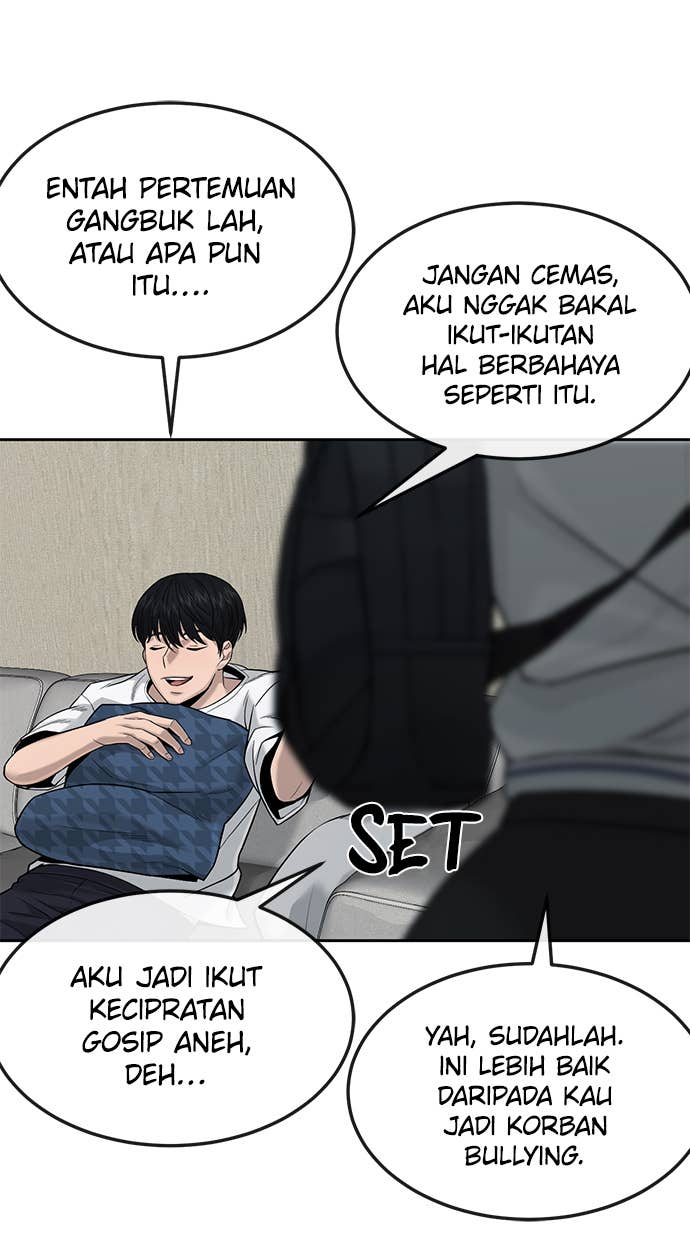 ENTAH PERTEMUAN
GANGBUK LAH,
ATAU APA PUN
ITU....
JANGAN CEMAS,
AKU NGGAK BAKAL
IKUT-IKUTAN
HAL BERBAHAYA
SEPERTI ITU.
SET
AKU JADI IKUT
KECIPRATAN
GOSIP ANEH,
DEH...
YAH, SUDAHLAH.
INI LEBIH BAIK
DARIPADA KAU
JADI KORBAN
BULLYING.